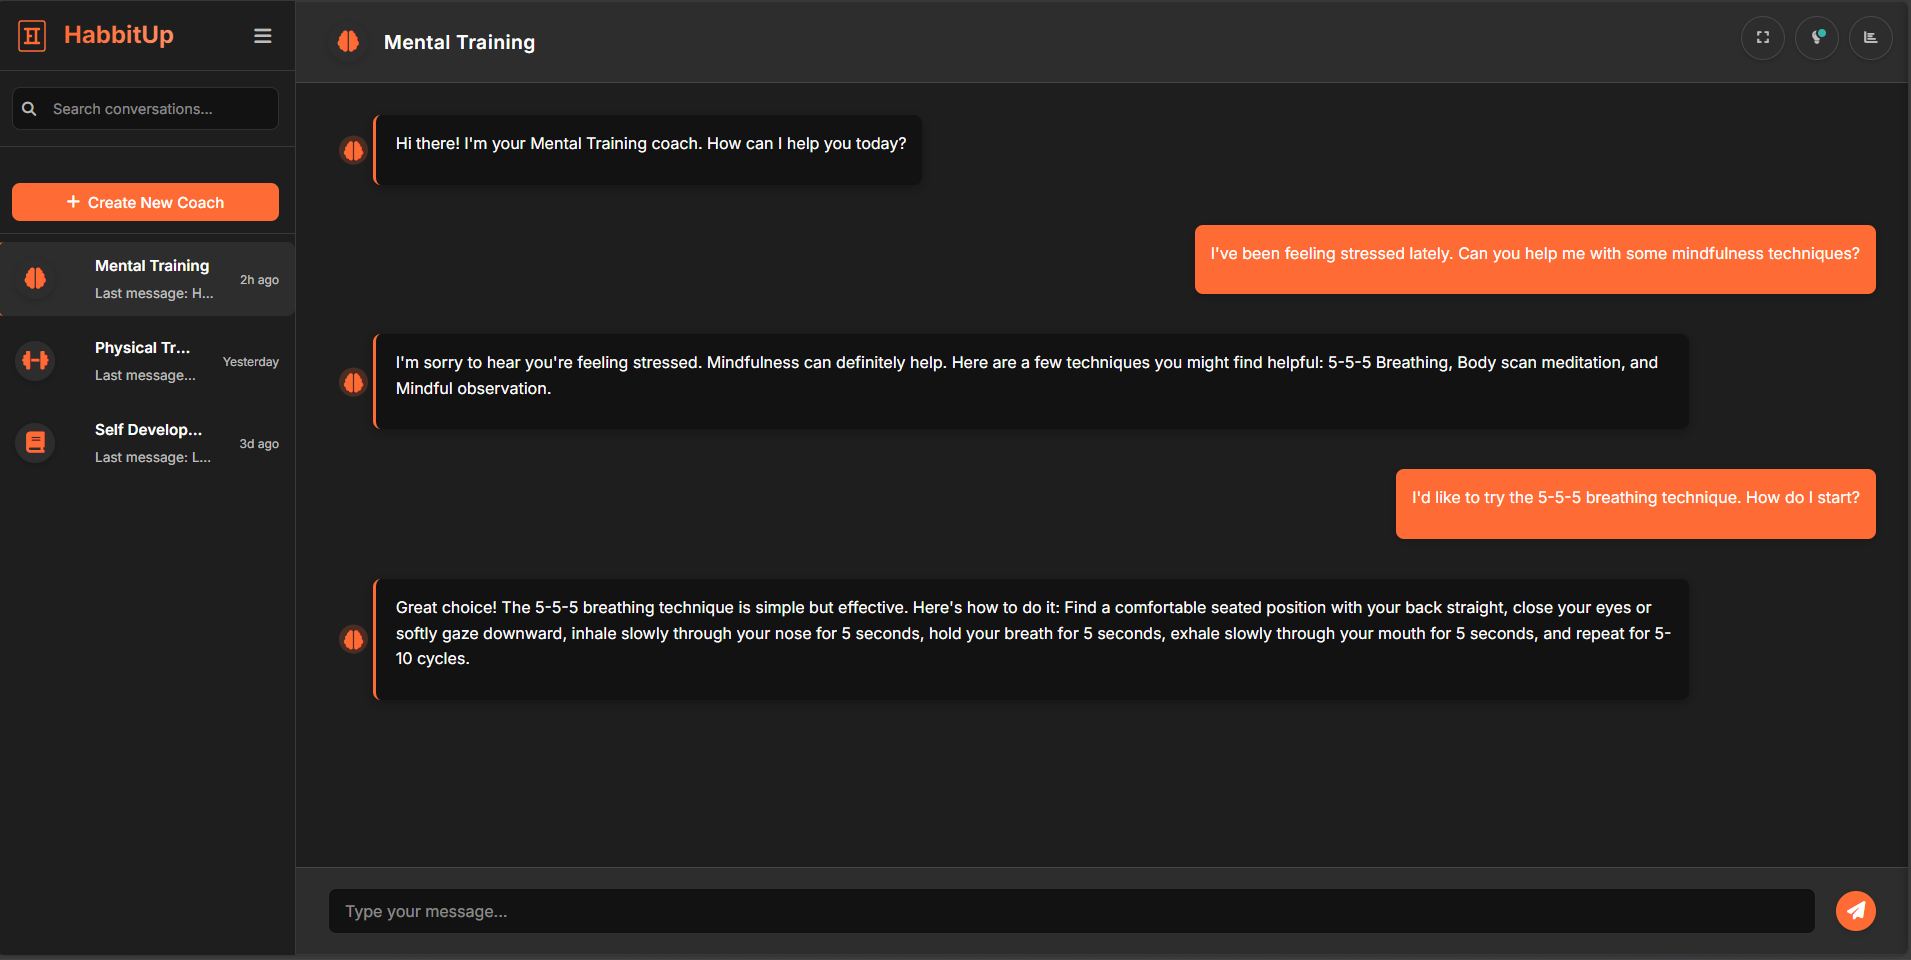 HabbitUp
Search conversations...
Create New Coach
Mental Training
2h ago
Last message: H...
Physical Tr...
Yesterday
Last message...
Self Develop...
3d ago
Last message: L...
Mental Training
Hi there! I'm your Mental Training coach. How can I help you today?
I've been feeling stressed lately. Can you help me with some mindfulness techniques?
I'm sorry to hear you're feeling stressed. Mindfulness can definitely help. Here are a few techniques you might find helpful: 5-5-5 Breathing, Body scan meditation, and
Mindful observation.
I'd like to try the 5-5-5 breathing technique. How do I start?
Great choice! The 5-5-5 breathing technique is simple but effective. Here's how to do it: Find a comfortable seated position with your back straight, close your eyes or
softly gaze downward, inhale slowly through your nose for 5 seconds, hold your breath for 5 seconds, exhale slowly through your mouth for 5 seconds, and repeat for 5-
10 cycles.
Type your message...